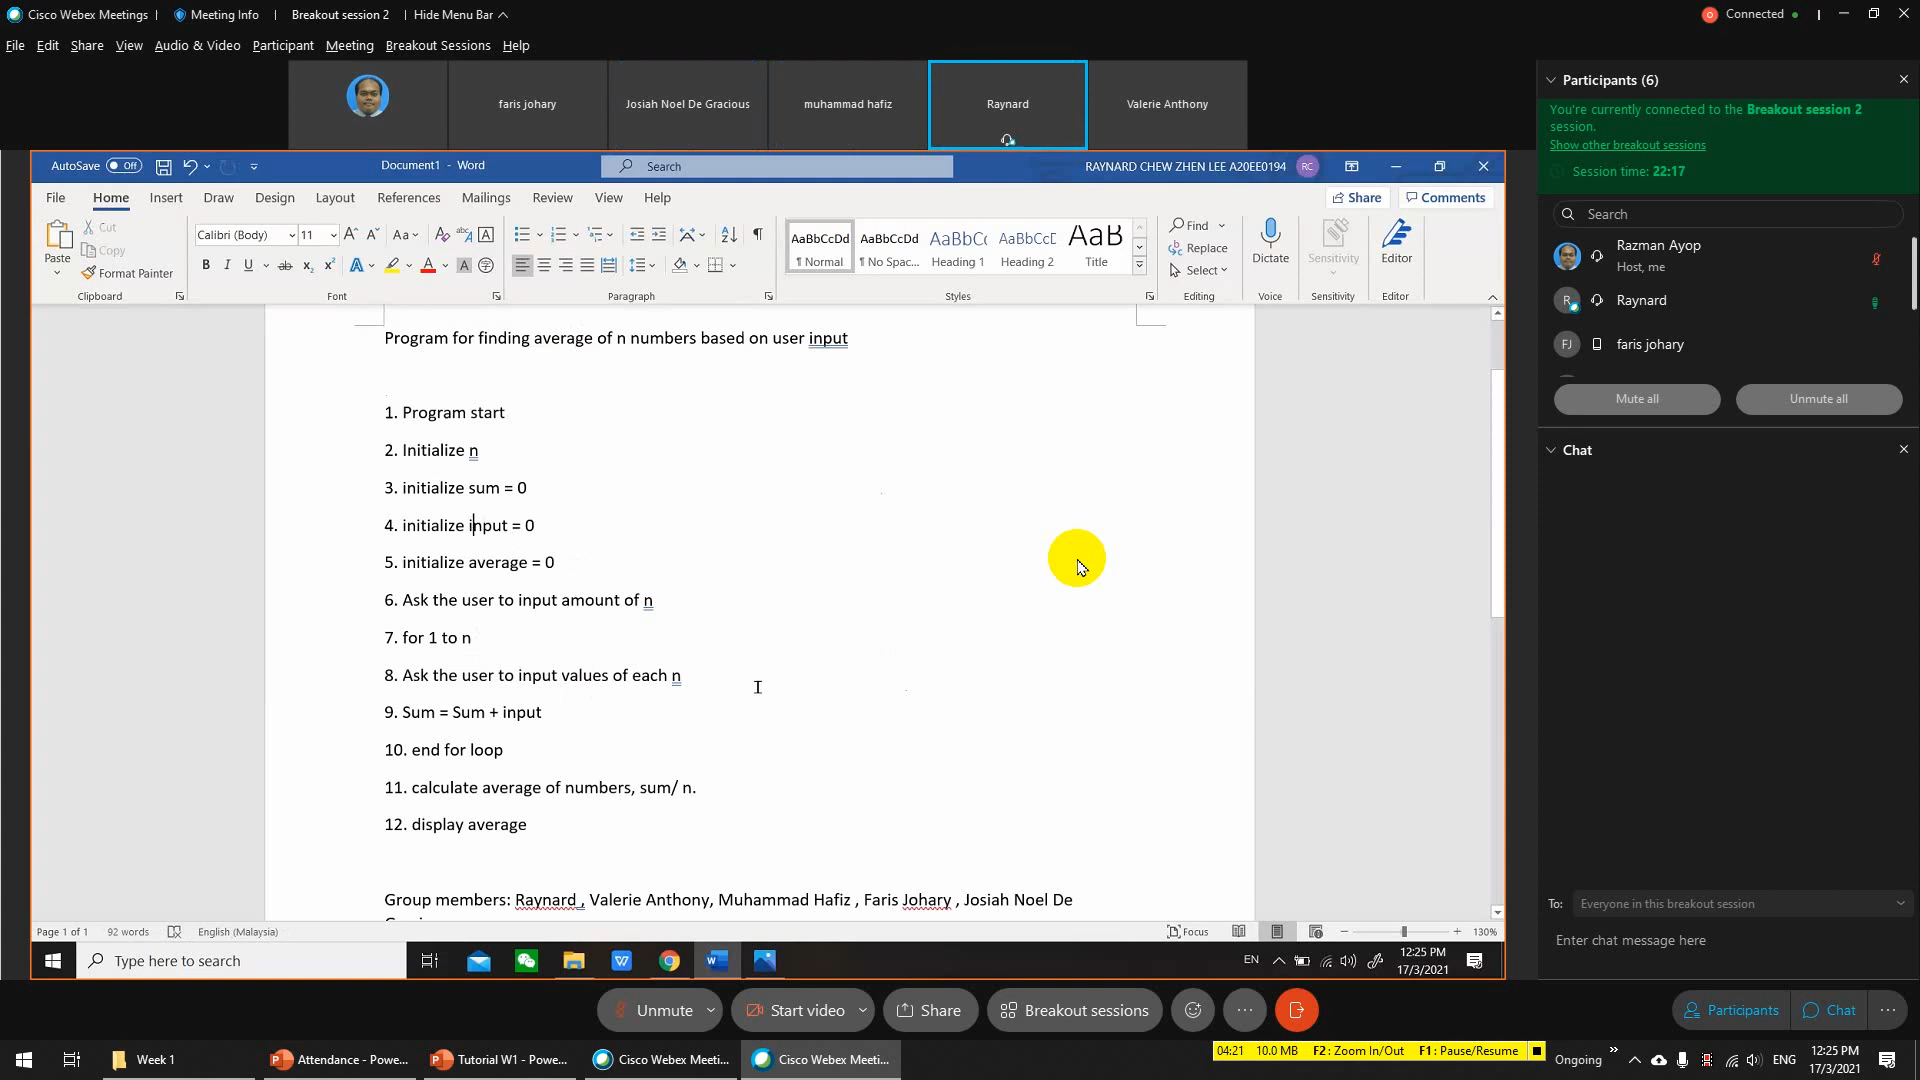 Cisco Webex Meetings | Meeting Info | Breakout session 2 | Hide Menu Bar
Connected
File Edit Share View Audio & Video Participant Meeting Breakout Sessions Help
faris johary
Josiah Noel De Gracious
muhammad hafiz
Raynard
Valerie Anthony
AutoSave Off
Document1 - Word
Search
RAYNARD CHEW ZHEN LEE A20EE0194 RC
File Home Insert Draw Design Layout References Mailings Review View Help
Share Comments
Paste
Cut
Copy
Format Painter
Clipboard
Calibri (Body) 11
Font
Paragraph
AaBbCcDd AaBbCcDd AaBbC AaBbCcD AaB
¶ Normal ¶ No Spac... Heading 1 Heading 2 Title
Styles
Find
Replace
Select
Editing
Dictate
Voice
Sensitivity
Sensitivity
Editor
Editor
Program for finding average of n numbers based on user input
1. Program start
2. Initialize n
3. initialize sum = 0
4. initialize input = 0
5. initialize average = 0
6. Ask the user to input amount of n
7. for 1 to n
8. Ask the user to input values of each n
9. Sum = Sum + input
10. end for loop
11. calculate average of numbers, sum/ n.
12. display average
Group members: Raynard , Valerie Anthony, Muhammad Hafiz , Faris Johary , Josiah Noel De
Page 1 of 1 92 words English (Malaysia)
Focus
130%
Type here to search
EN
12:25 PM
17/3/2021
Participants (6)
You're currently connected to the Breakout session 2
session.
Show other breakout sessions
Session time: 22:17
Search
Razman Ayop
Host, me
R Raynard
FJ faris johary
Mute all Unmute all
Chat
To: Everyone in this breakout session
Enter chat message here
Unmute Start video Share Breakout sessions
Participants Chat
Week 1
Attendance - Powe...
Tutorial W1 - Powe...
Cisco Webex Meeti...
Cisco Webex Meeti...
04:21 10.0 MB F2: Zoom In/Out F1: Pause/Resume
Ongoing
ENG
12:25 PM
17/3/2021